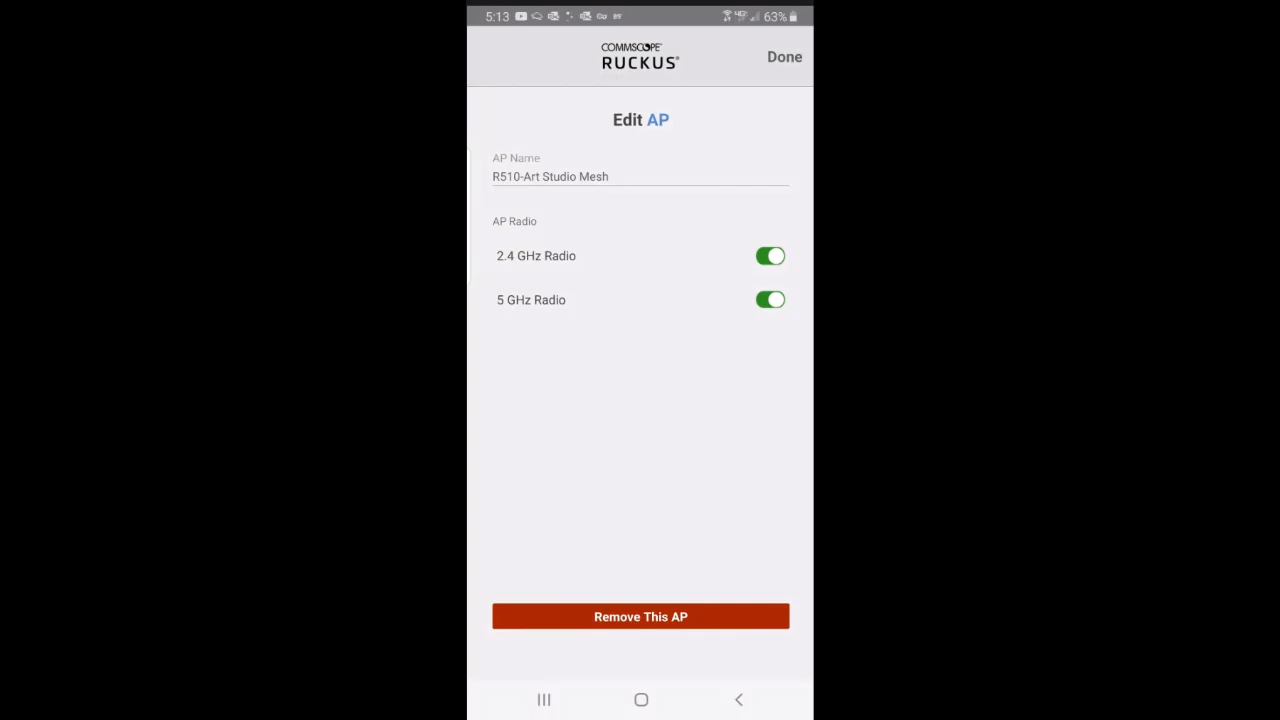 5:13
63%
COMMSCOPE
RUCKUS®
Done
Edit AP
AP Name
R510-Art Studio Mesh
AP Radio
2.4 GHz Radio
5 GHz Radio
Remove This AP